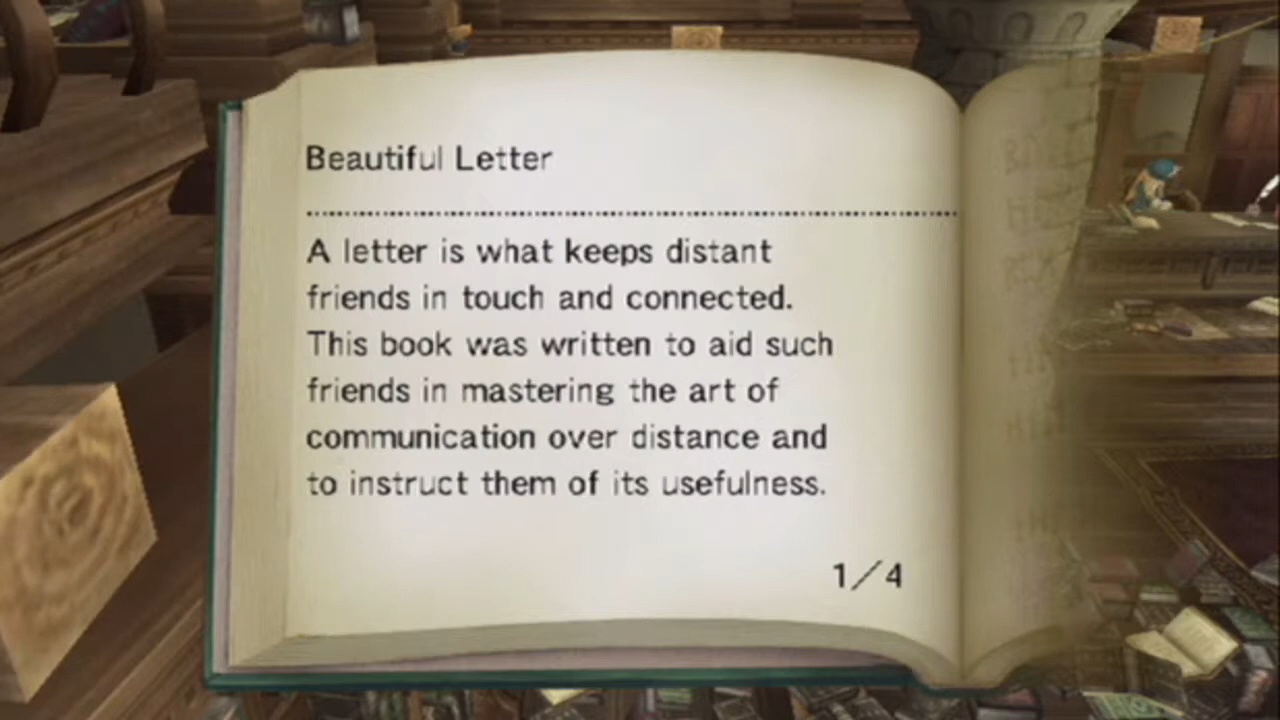 Beautiful Letter
A letter is what keeps distant
friends in touch and connected.
This book was written to aid such
friends in mastering the art of
communication over distance and
to instruct them of its usefulness.
1/4